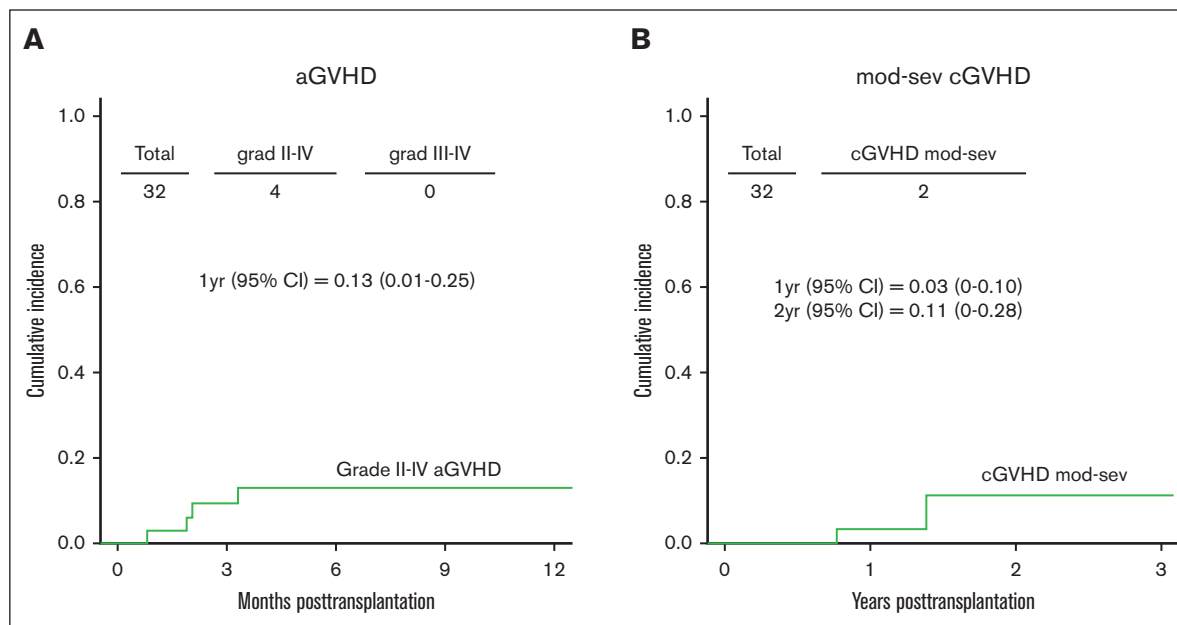 A
aGVHD
1.0
0.8
0.6
0.4
0.2
0.0
Cumulative incidence
Total grad II-IV grad III-IV
32 4 0
1yr (95% CI) = 0.13 (0.01-0.25)
Grade II-IV aGVHD
0 3 6 9 12
Months posttransplantation
B
mod-sev cGVHD
1.0
0.8
0.6
0.4
0.2
0.0
Cumulative incidence
Total cGVHD mod-sev
32 2
1yr (95% CI) = 0.03 (0-0.10)
2yr (95% CI) = 0.11 (0-0.28)
cGVHD mod-sev
0 1 2 3
Years posttransplantation